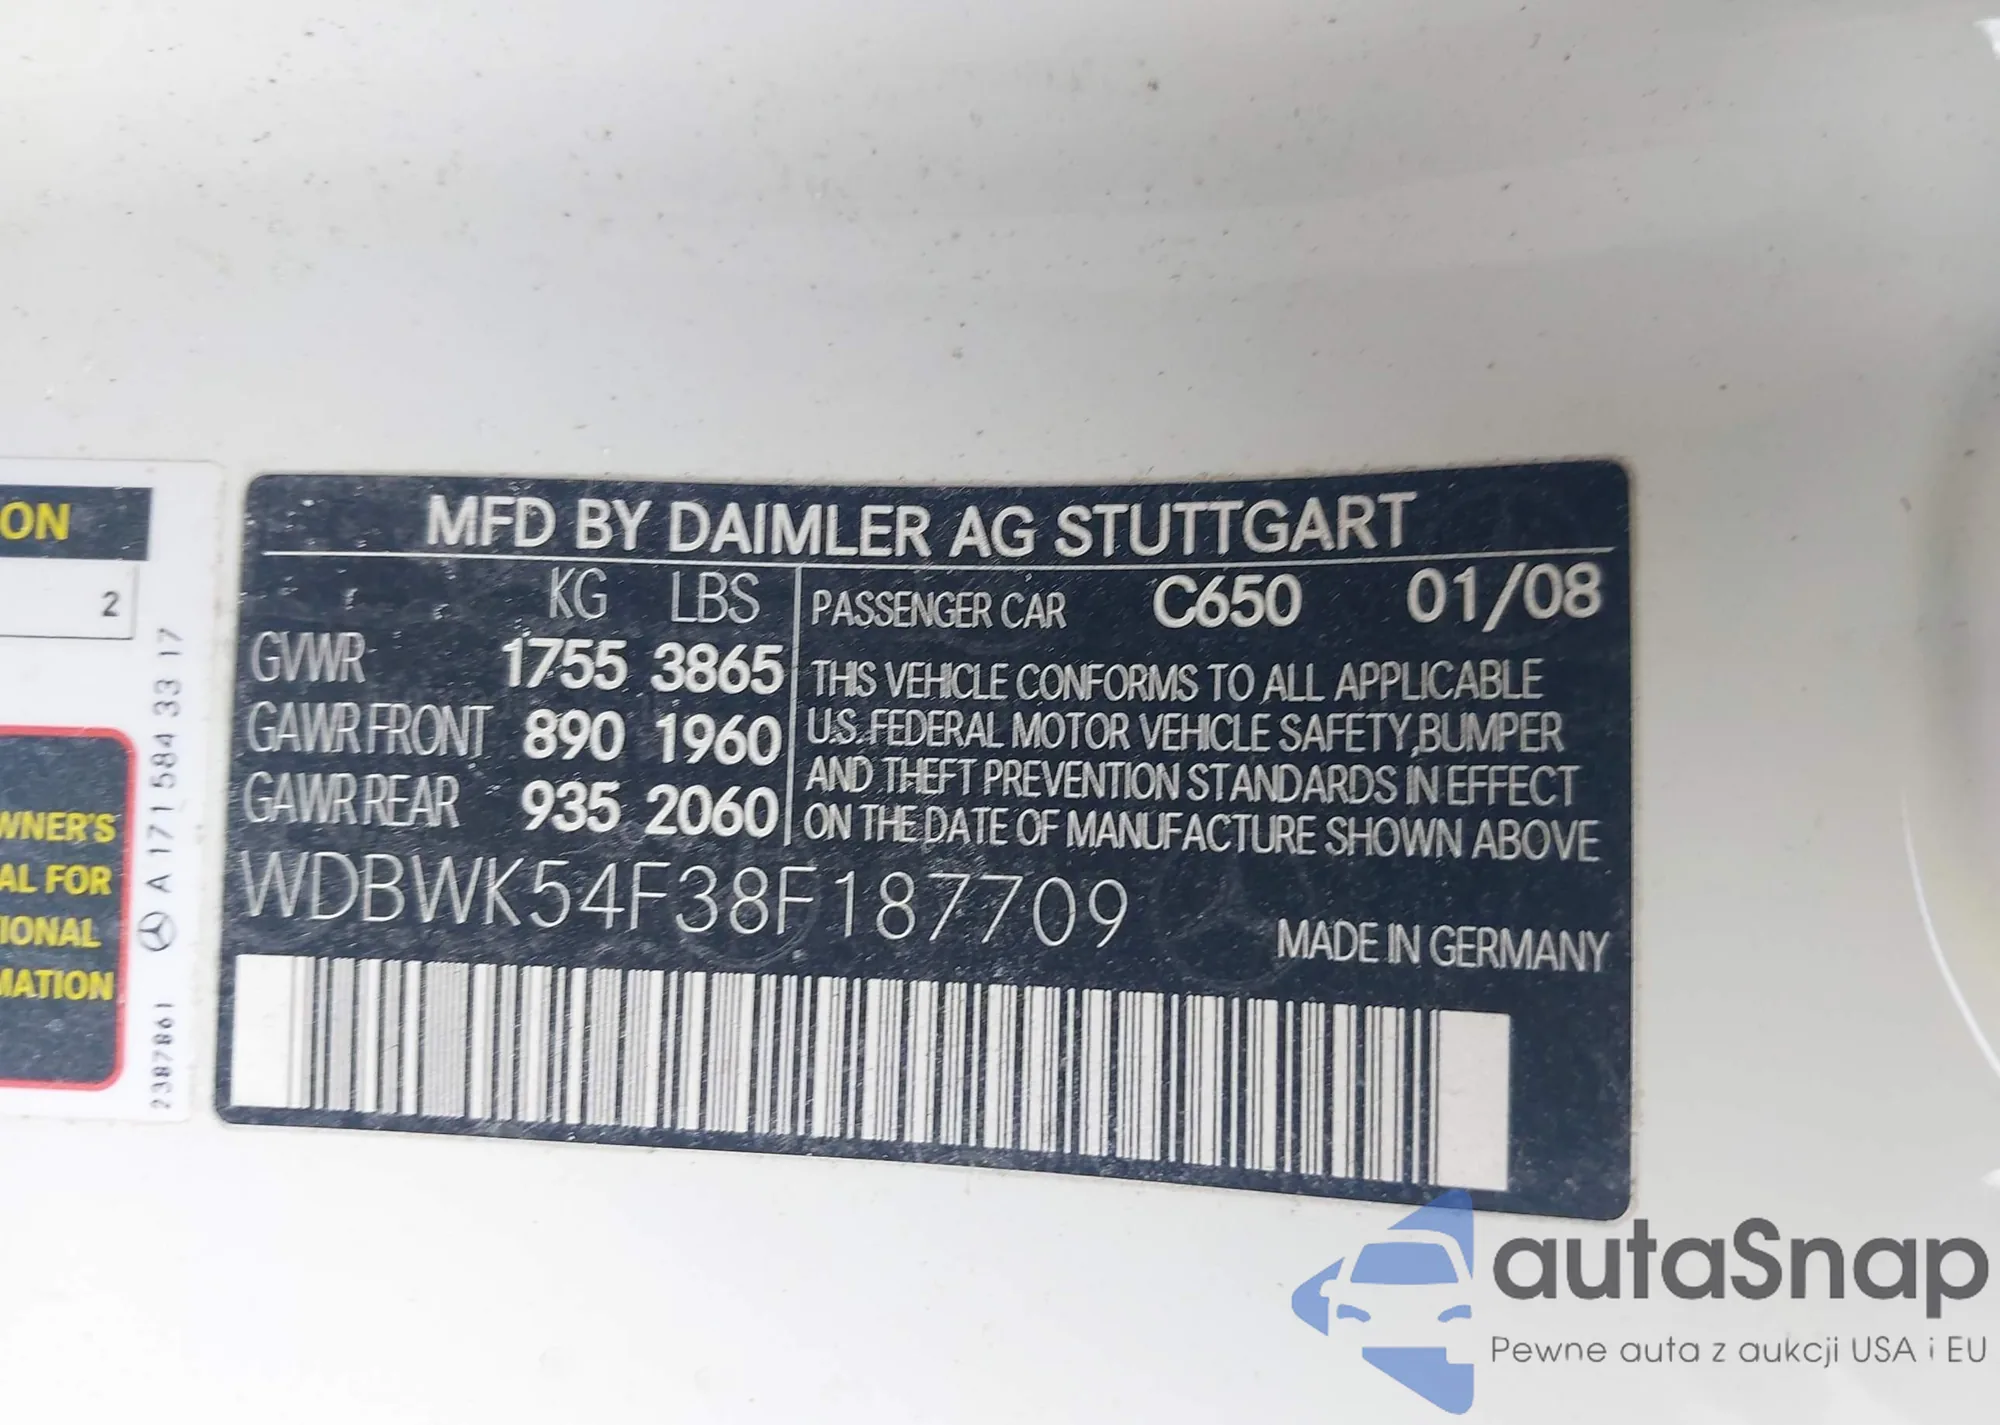 MFD BY DAIMLER AG STUTTGART
KG LBS
GVWR 1755 3865
GAWR FRONT 890 1960
GAWR REAR 935 2060
PASSENGER CAR C650 01/08
THIS VEHICLE CONFORMS TO ALL APPLICABLE
U.S. FEDERAL MOTOR VEHICLE SAFETY,BUMPER
AND THEFT PREVENTION STANDARDS IN EFFECT
ON THE DATE OF MANUFACTURE SHOWN ABOVE
WDBWK54F38F187709
MADE IN GERMANY
ON
2
WNER'S
AL FOR
IONAL
MATION
A 171 584 33 17
2387861
autaSnap
Pewne auta z aukcji USA i EU